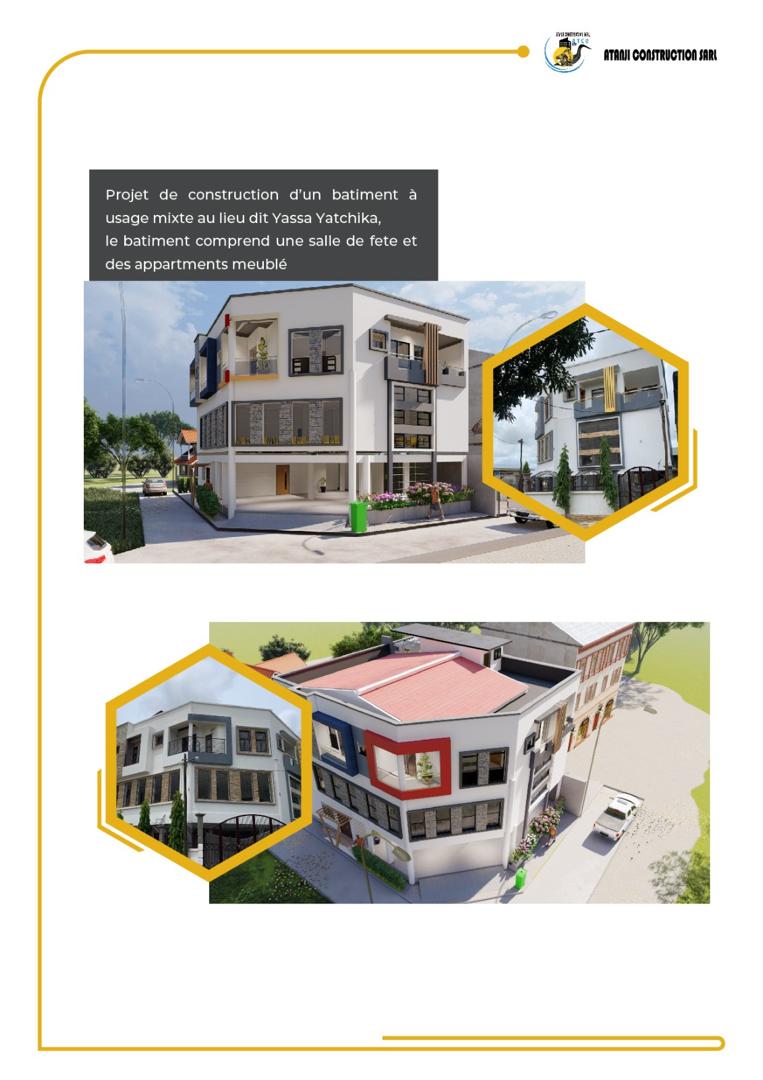 ATANJI CONSTRUCTION SARL
Projet de construction d'un batiment à
usage mixte au lieu dit Yassa Yatchika,
le batiment comprend une salle de fete et
des appartments meublé